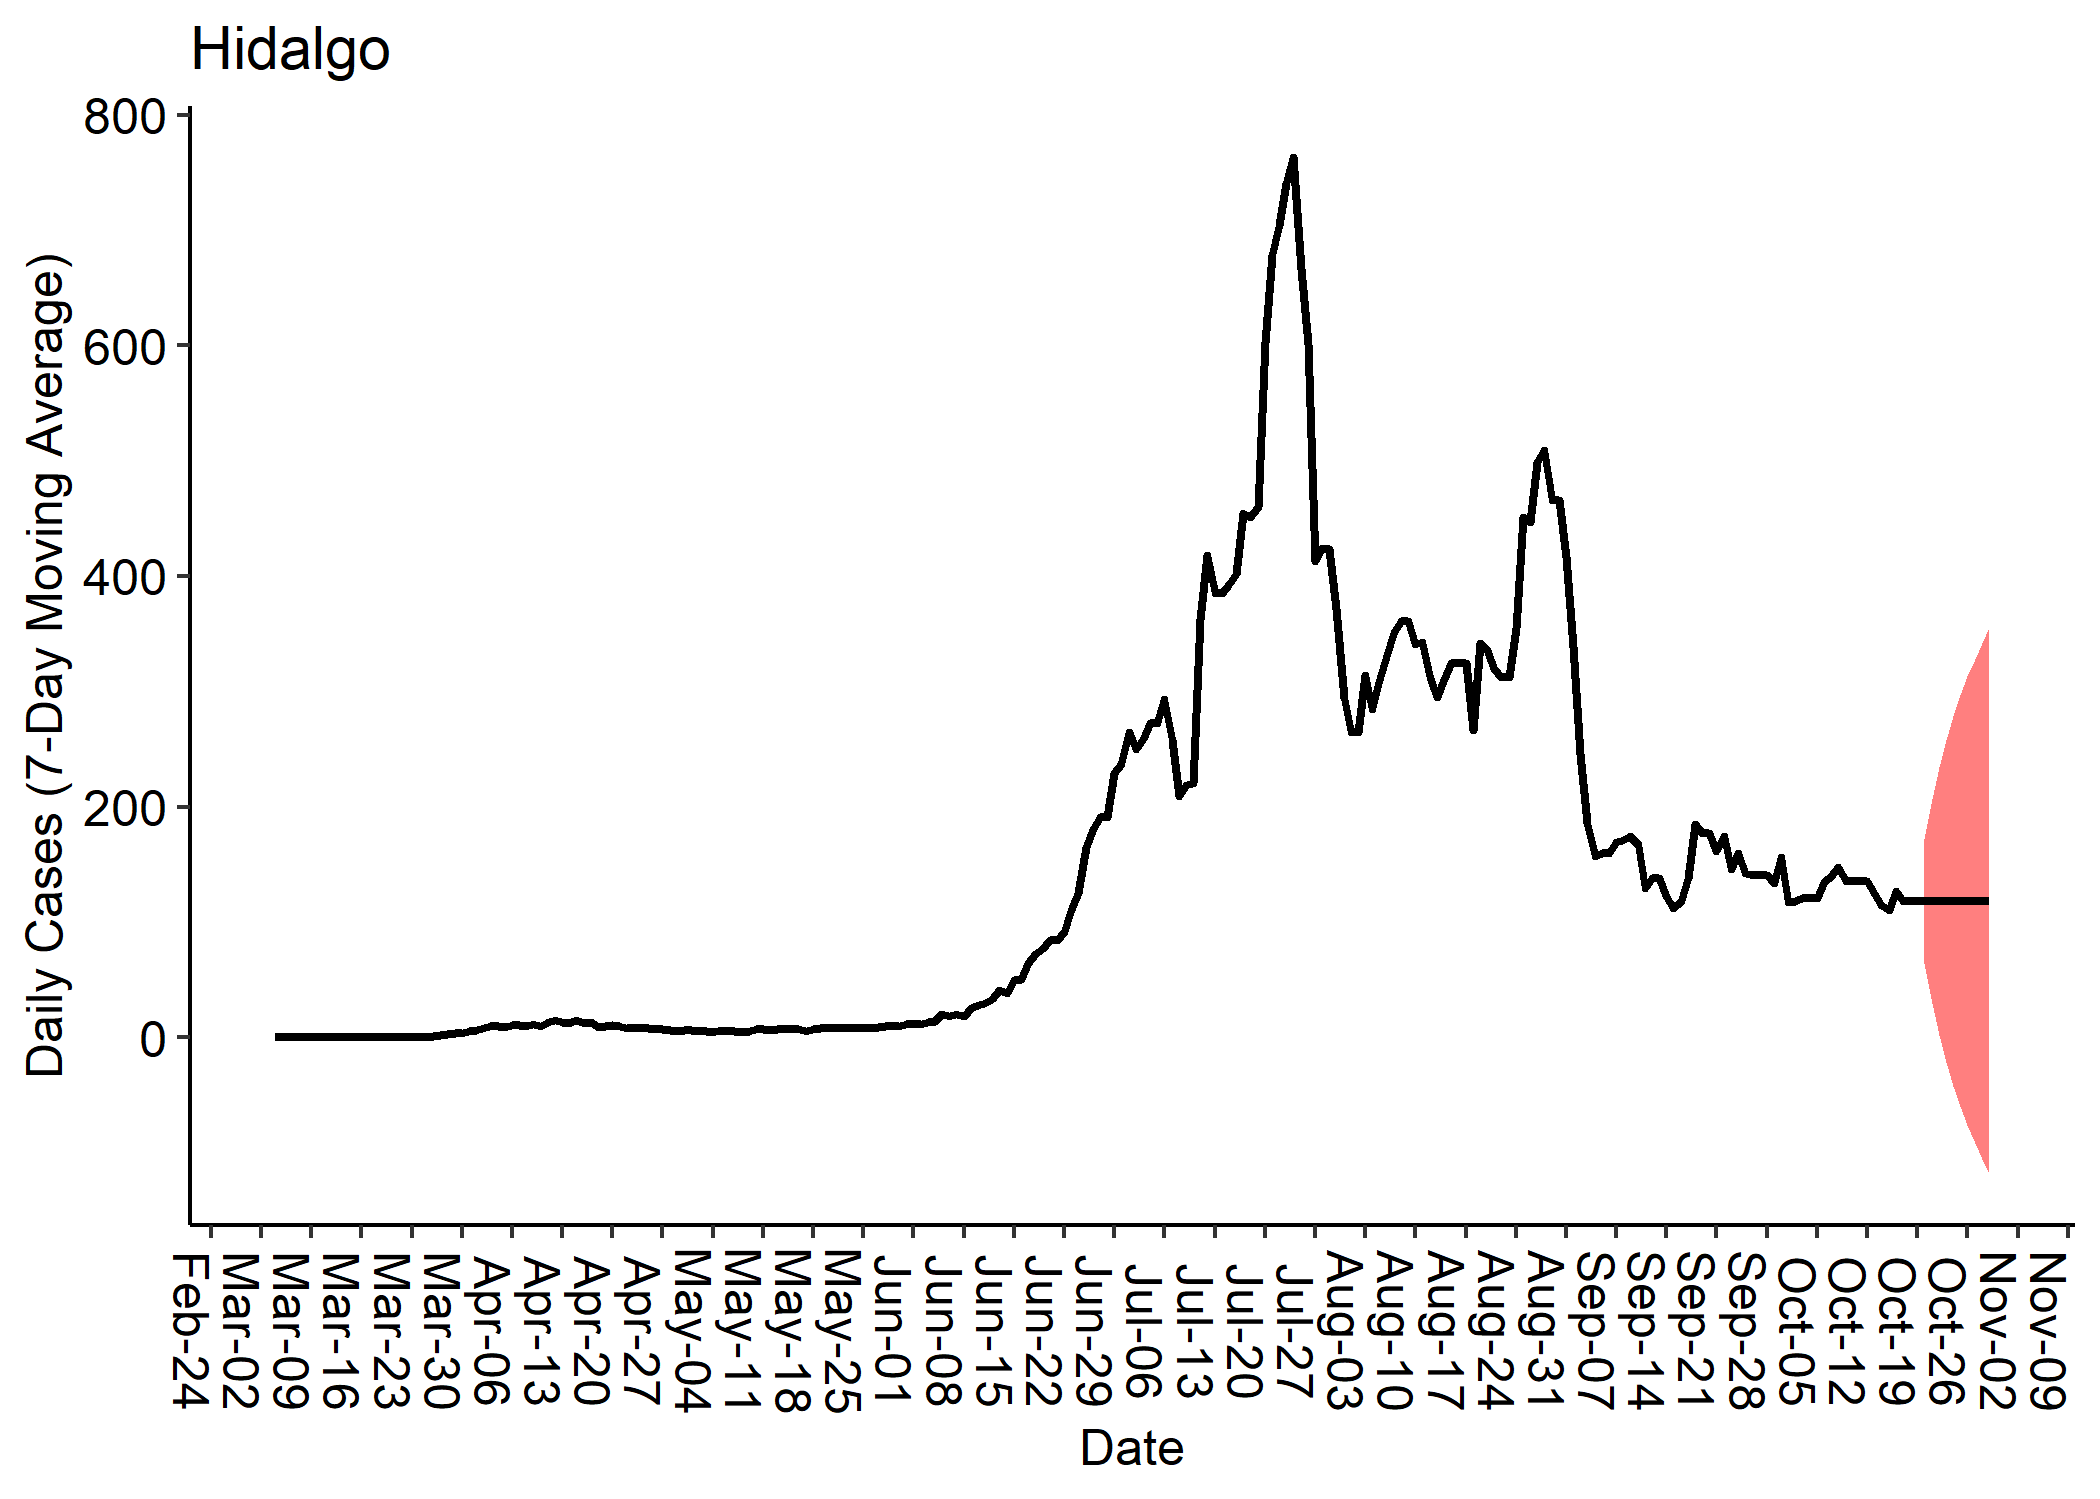 Hidalgo
Daily Cases (7-Day Moving Average)
800
600
400
200
0
Feb-24
Mar-02
Mar-09
Mar-16
Mar-23
Mar-30
Apr-06
Apr-13
Apr-20
Apr-27
May-04
May-11
May-18
May-25
Jun-01
Jun-08
Jun-15
Jun-22
Jun-29
Jul-06
Jul-13
Jul-20
Jul-27
Aug-03
Aug-10
Aug-17
Aug-24
Aug-31
Sep-07
Sep-14
Sep-21
Sep-28
Oct-05
Oct-12
Oct-19
Oct-26
Nov-02
Nov-09
Date